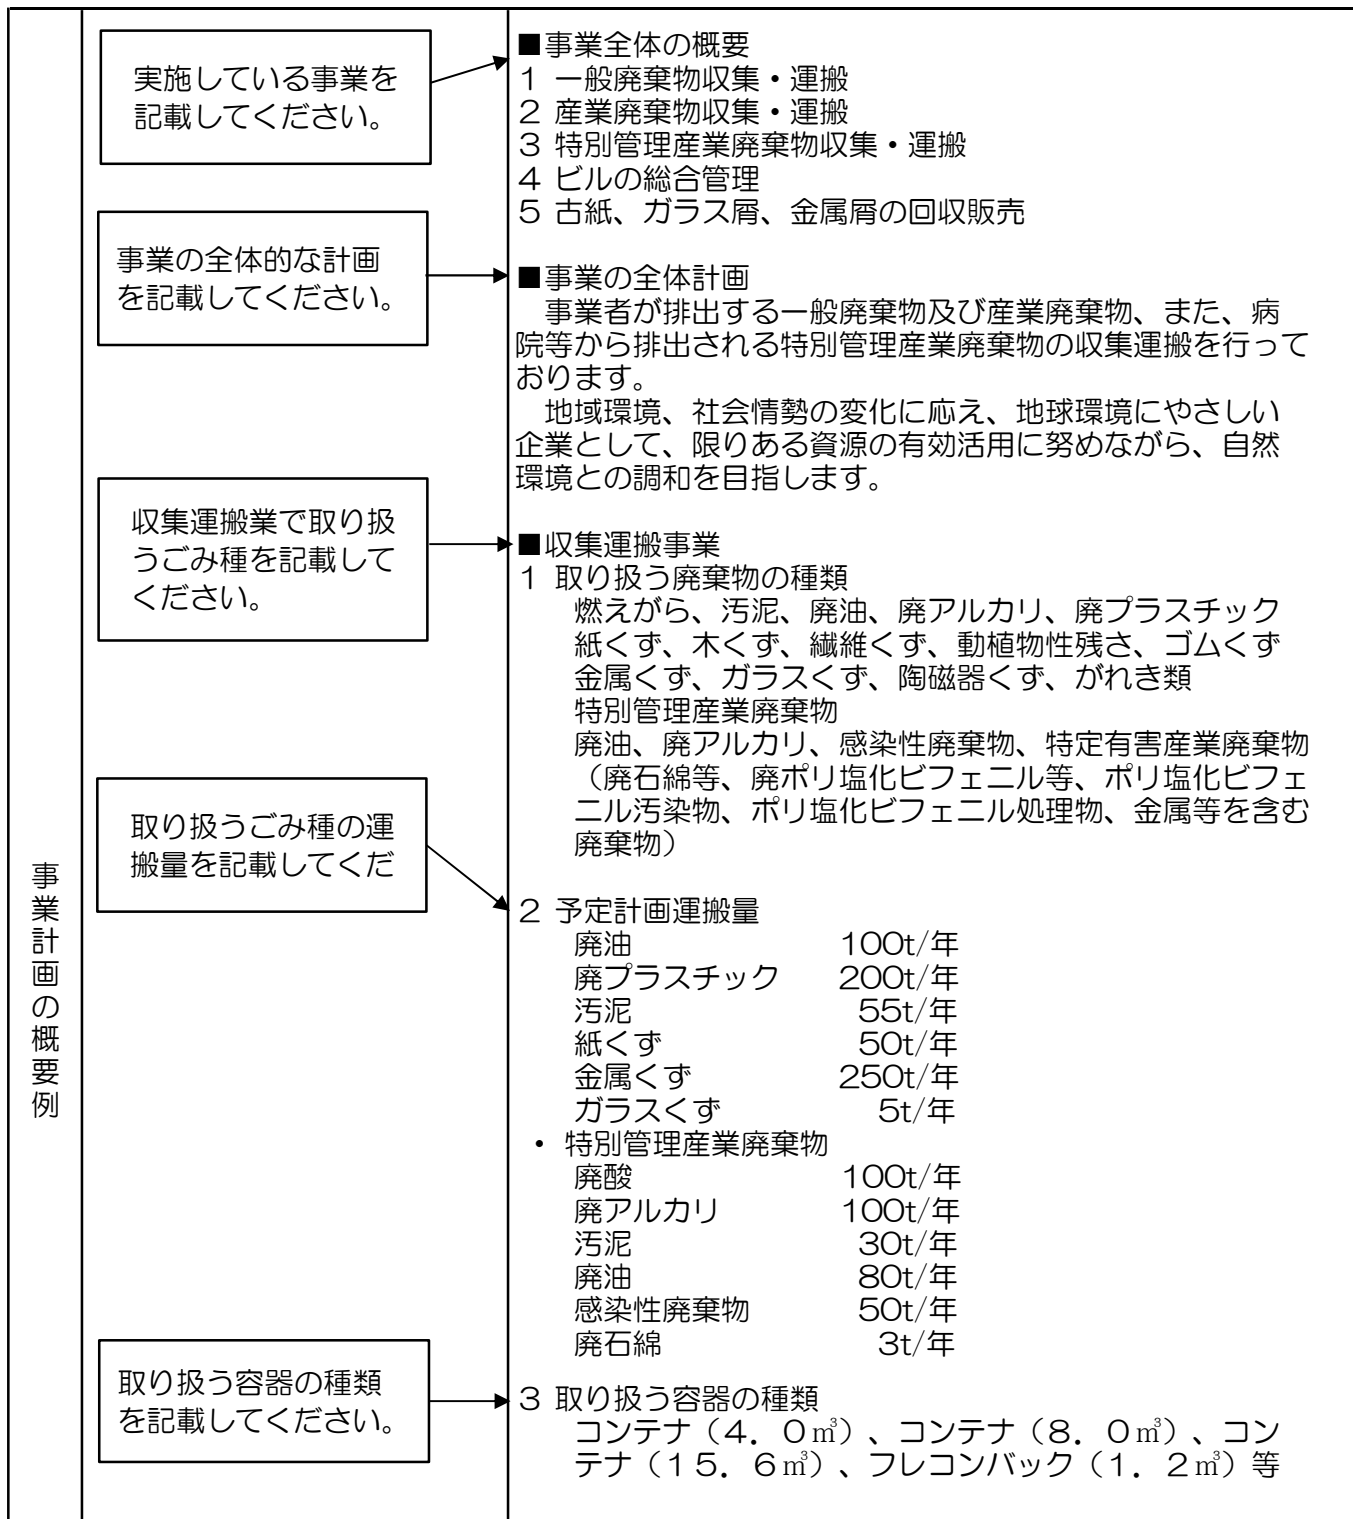 事業計画の概要例
実施している事業を
記載してください。
事業の全体的な計画
を記載してください。
収集運搬業で取り扱
うごみ種を記載して
ください。
取り扱うごみ種の運
搬量を記載してくだ
取り扱う容器の種類
を記載してください。
■事業全体の概要
1 一般廃棄物収集・運搬
2 産業廃棄物収集・運搬
3 特別管理産業廃棄物収集・運搬
4 ビルの総合管理
5 古紙、ガラス屑、金属屑の回収販売
■事業の全体計画
事業者が排出する一般廃棄物及び産業廃棄物、また、病
院等から排出される特別管理産業廃棄物の収集運搬を行って
おります。
地域環境、社会情勢の変化に応え、地球環境にやさしい
企業として、限りある資源の有効活用に努めながら、自然
環境との調和を目指します。
■収集運搬事業
1 取り扱う廃棄物の種類
燃えがら、汚泥、廃油、廃アルカリ、廃プラスチック
紙くず、木くず、繊維くず、動植物性残さ、ゴムくず
金属くず、ガラスくず、陶磁器くず、がれき類
特別管理産業廃棄物
廃油、廃アルカリ、感染性廃棄物、特定有害産業廃棄物
（廃石綿等、廃ポリ塩化ビフェニル等、ポリ塩化ビフェ
ニル汚染物、ポリ塩化ビフェニル処理物、金属等を含む
廃棄物）
2 予定計画運搬量
廃油 100t/年
廃プラスチック 200t/年
汚泥 55t/年
紙くず 50t/年
金属くず 250t/年
ガラスくず 5t/年
・ 特別管理産業廃棄物
廃酸 100t/年
廃アルカリ 100t/年
汚泥 30t/年
廃油 80t/年
感染性廃棄物 50t/年
廃石綿 3t/年
3 取り扱う容器の種類
コンテナ（４．０㎥）、コンテナ（８．０㎥）、コン
テナ（１５．６㎥）、フレコンバック（１．２㎥）等